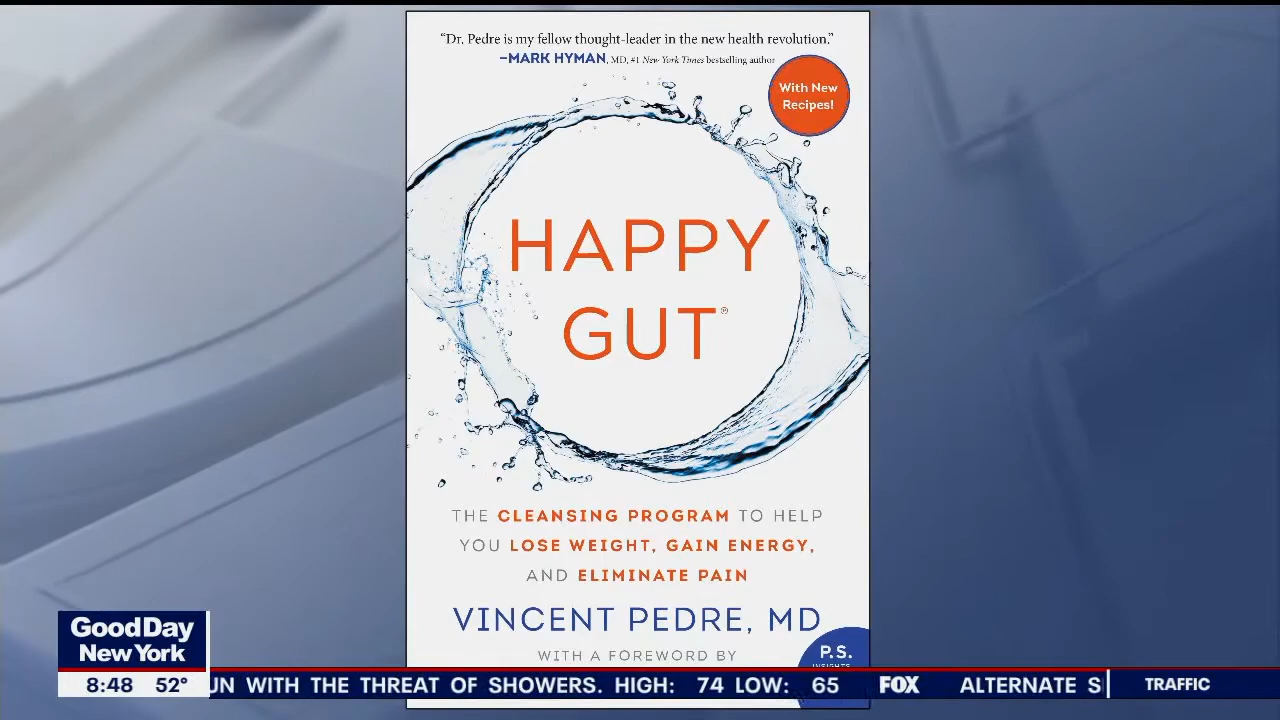 “Dr. Pedre is my fellow thought-leader in the new health revolution.”
–MARK HYMAN, MD, #1 New York Times bestselling author
With New
Recipes!
HAPPY
GUT®
THE CLEANSING PROGRAM TO HELP
YOU LOSE WEIGHT, GAIN ENERGY,
AND ELIMINATE PAIN
VINCENT PEDRE, MD
WITH A FOREWORD BY
P.S.
INSIGHTS
GoodDay
New York
8:48 52° WITH THE THREAT OF SHOWERS. HIGH: 74 LOW: 65 FOX ALTERNATE TRAFFIC